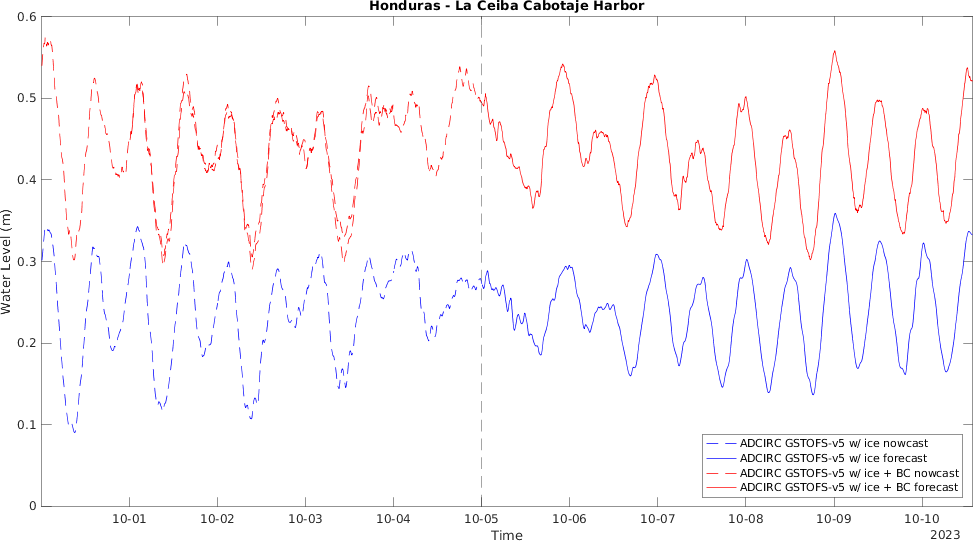 Honduras - La Ceiba Cabotaje Harbor
0.6
0.5
0.4
0.3
0.2
0.1
0
Water Level (m)
ADCIRC GSTOFS-v5 w/ ice nowcast
ADCIRC GSTOFS-v5 w/ ice forecast
ADCIRC GSTOFS-v5 w/ ice + BC nowcast
ADCIRC GSTOFS-v5 w/ ice + BC forecast
10-01 10-02 10-03 10-04 10-05 10-06 10-07 10-08 10-09 10-10
Time
2023